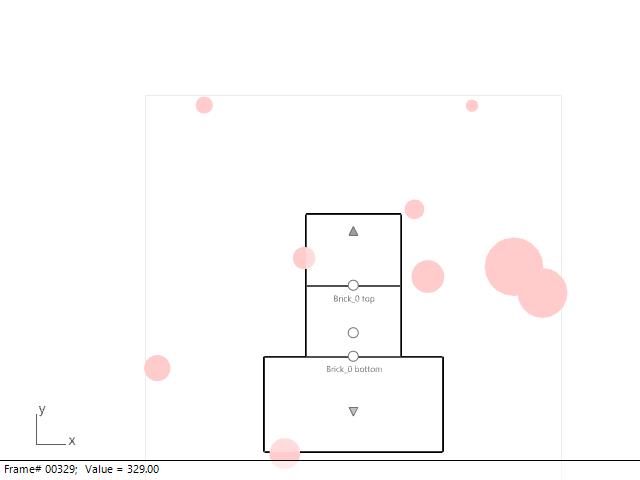 Brick_0 top
Brick_0 bottom
y
x
Frame# 00329; Value = 329.00